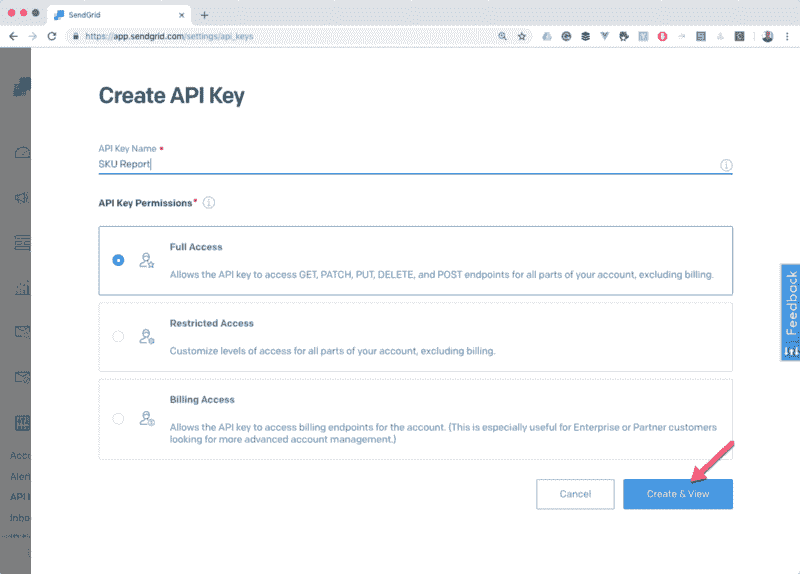 SendGrid
https://app.sendgrid.com/settings/api_keys
Create API Key
API Key Name •
SKU Report
API Key Permissions*
Full Access
Allows the API key to access GET, PATCH, PUT, DELETE, and POST endpoints for all parts of your account, excluding billing.
Restricted Access
Customize levels of access for all parts of your account, excluding billing.
Billing Access
Allows the API key to access billing endpoints for the account. (This is especially useful for Enterprise or Partner customers
looking for more advanced account management.)
Cancel
Create & View
Feedback
Acc
Aler
API
Inbo